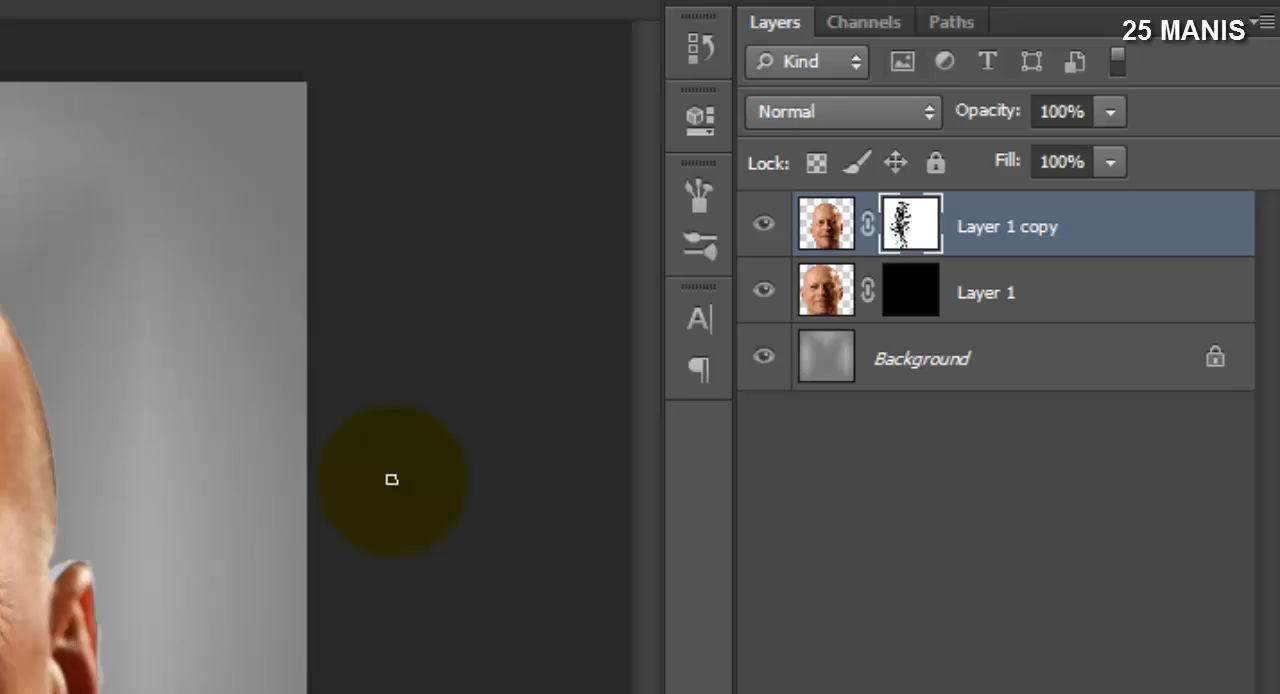 Layers Channels Paths
25 MANIS
Kind T
Normal Opacity: 100%
Lock: Fill: 100%
Layer 1 copy
Layer 1
Background
A
¶